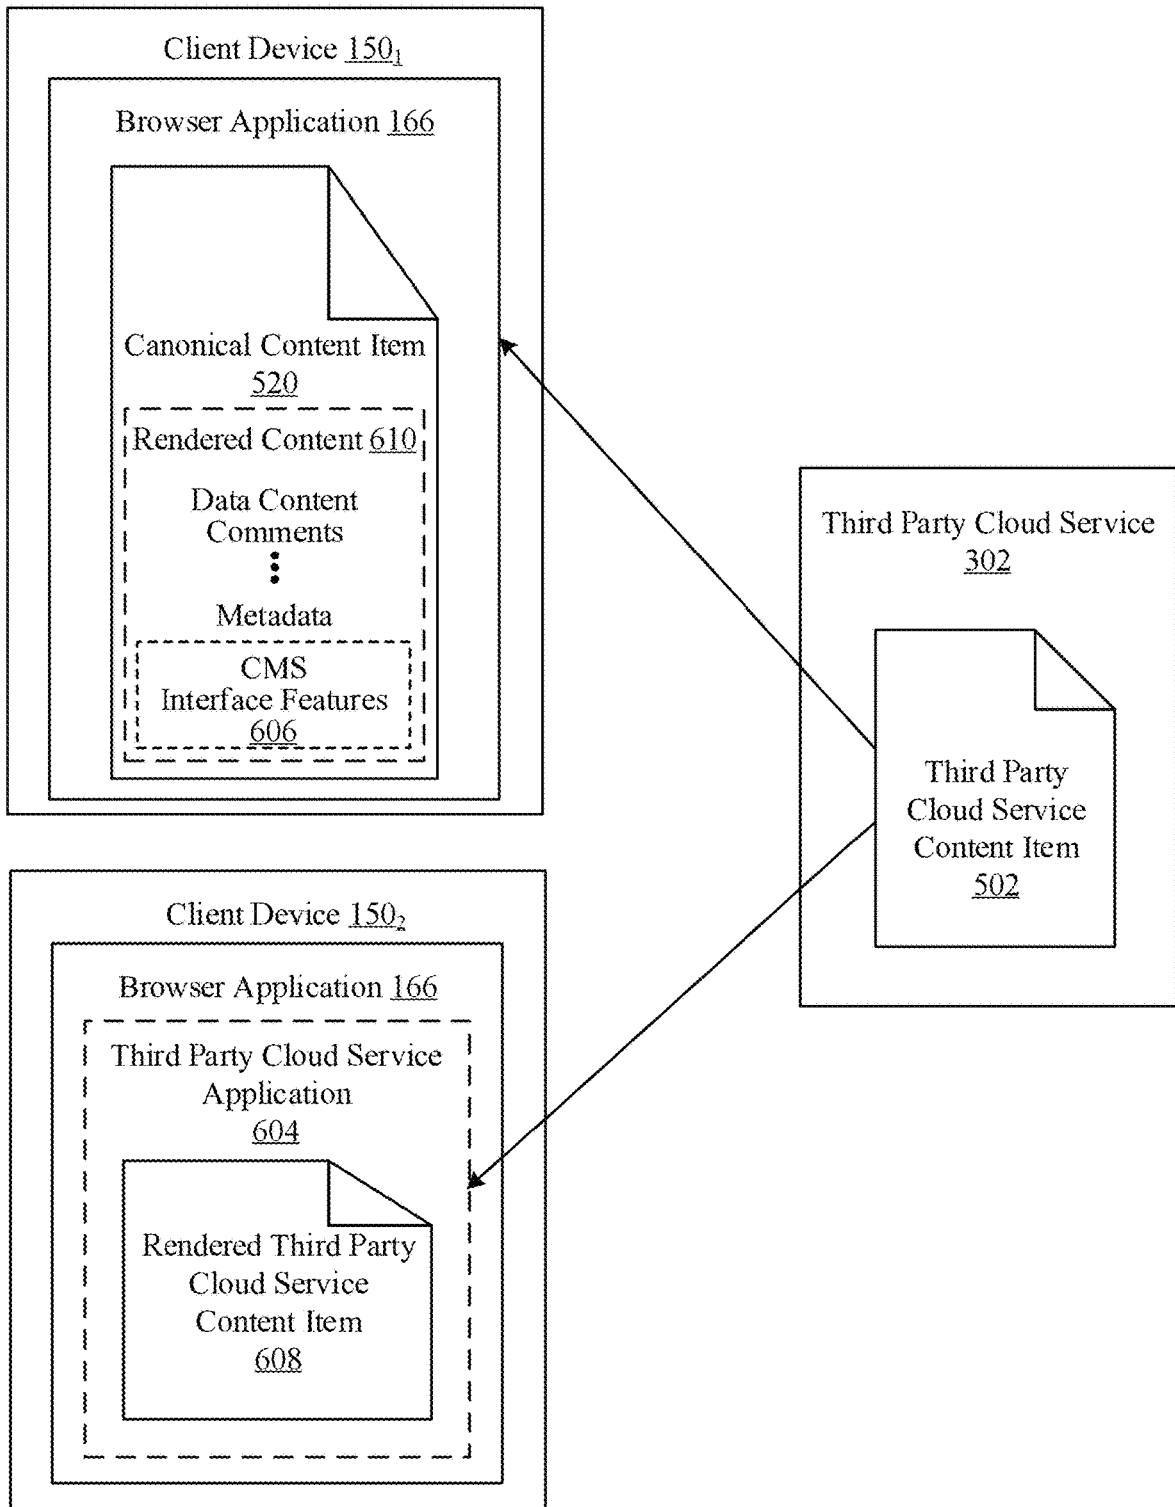 Client Device 150₁
Browser Application 166
Canonical Content Item
520
Rendered Content 610
Data Content
Comments
Metadata
CMS
Interface Features
606
Third Party Cloud Service
302
Third Party
Cloud Service
Content Item
502
Client Device 150₂
Browser Application 166
Third Party Cloud Service
Application
604
Rendered Third Party
Cloud Service
Content Item
608